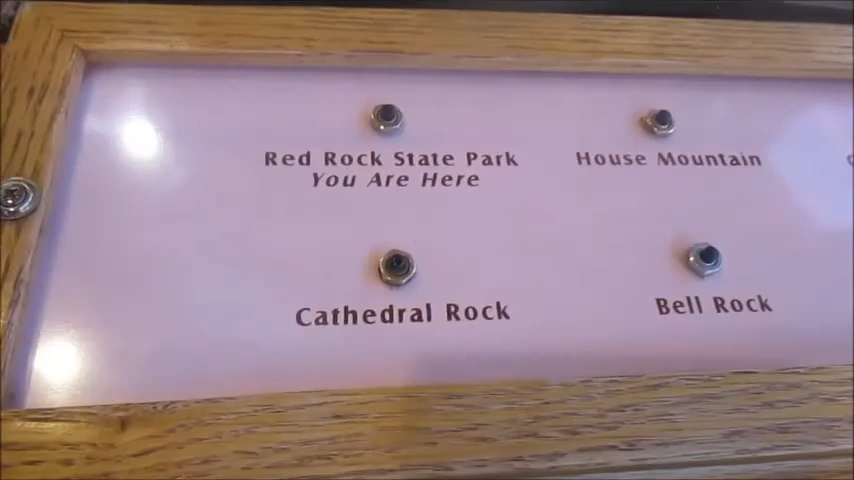 Red Rock State Park
You Are Here
House Mountain
Cathedral Rock
Bell Rock